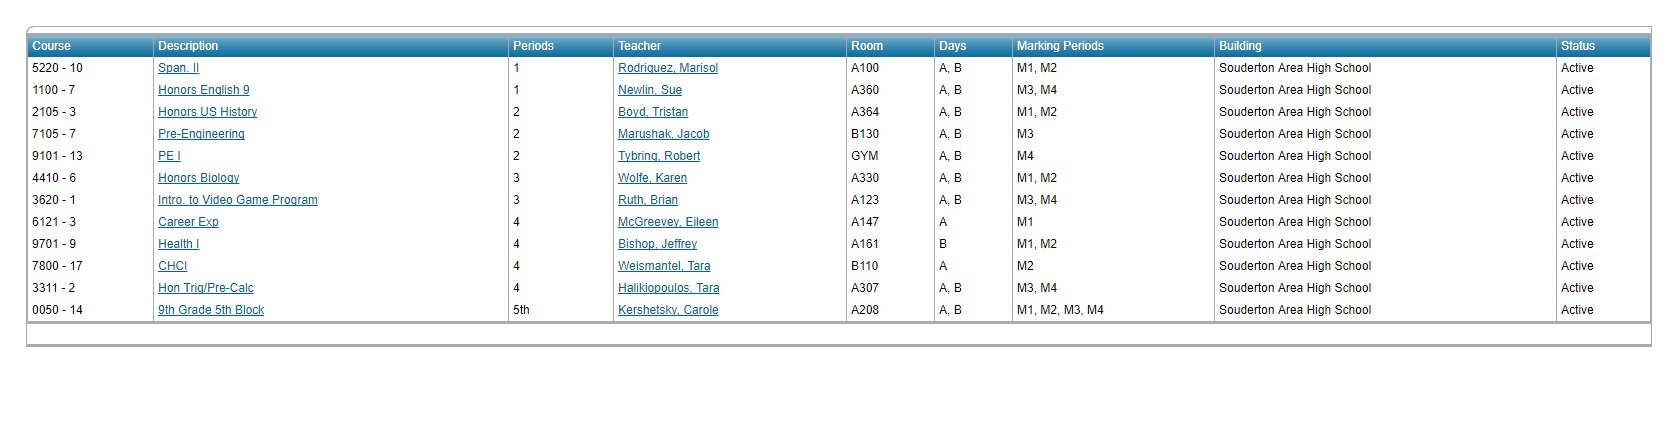 Course Description Periods Teacher Room Days Marking Periods Building Status
5220 - 10 Span. II 1 Rodriquez, Marisol A100 A, B M1, M2 Souderton Area High School Active
1100 - 7 Honors English 9 1 Newlin, Sue A360 A, B M3, M4 Souderton Area High School Active
2105 - 3 Honors US History 2 Boyd, Tristan A364 A, B M1, M2 Souderton Area High School Active
7105 - 7 Pre-Engineering 2 Marushak, Jacob B130 A, B M3 Souderton Area High School Active
9101 - 13 PE I 2 Tybring, Robert GYM A, B M4 Souderton Area High School Active
4410 - 6 Honors Biology 3 Wolfe, Karen A330 A, B M1, M2 Souderton Area High School Active
3620 - 1 Intro. to Video Game Program 3 Ruth, Brian A123 A, B M3, M4 Souderton Area High School Active
6121 - 3 Career Exp 4 McGreevey, Eileen A147 A M1 Souderton Area High School Active
9701 - 9 Health I 4 Bishop, Jeffrey A161 B M1, M2 Souderton Area High School Active
7800 - 17 CHCI 4 Weismantel, Tara B110 A M2 Souderton Area High School Active
3311 - 2 Hon Trig/Pre-Calc 4 Halikiopoulos, Tara A307 A, B M3, M4 Souderton Area High School Active
0050 - 14 9th Grade 5th Block 5th Kershetsky, Carole A208 A, B M1, M2, M3, M4 Souderton Area High School Active